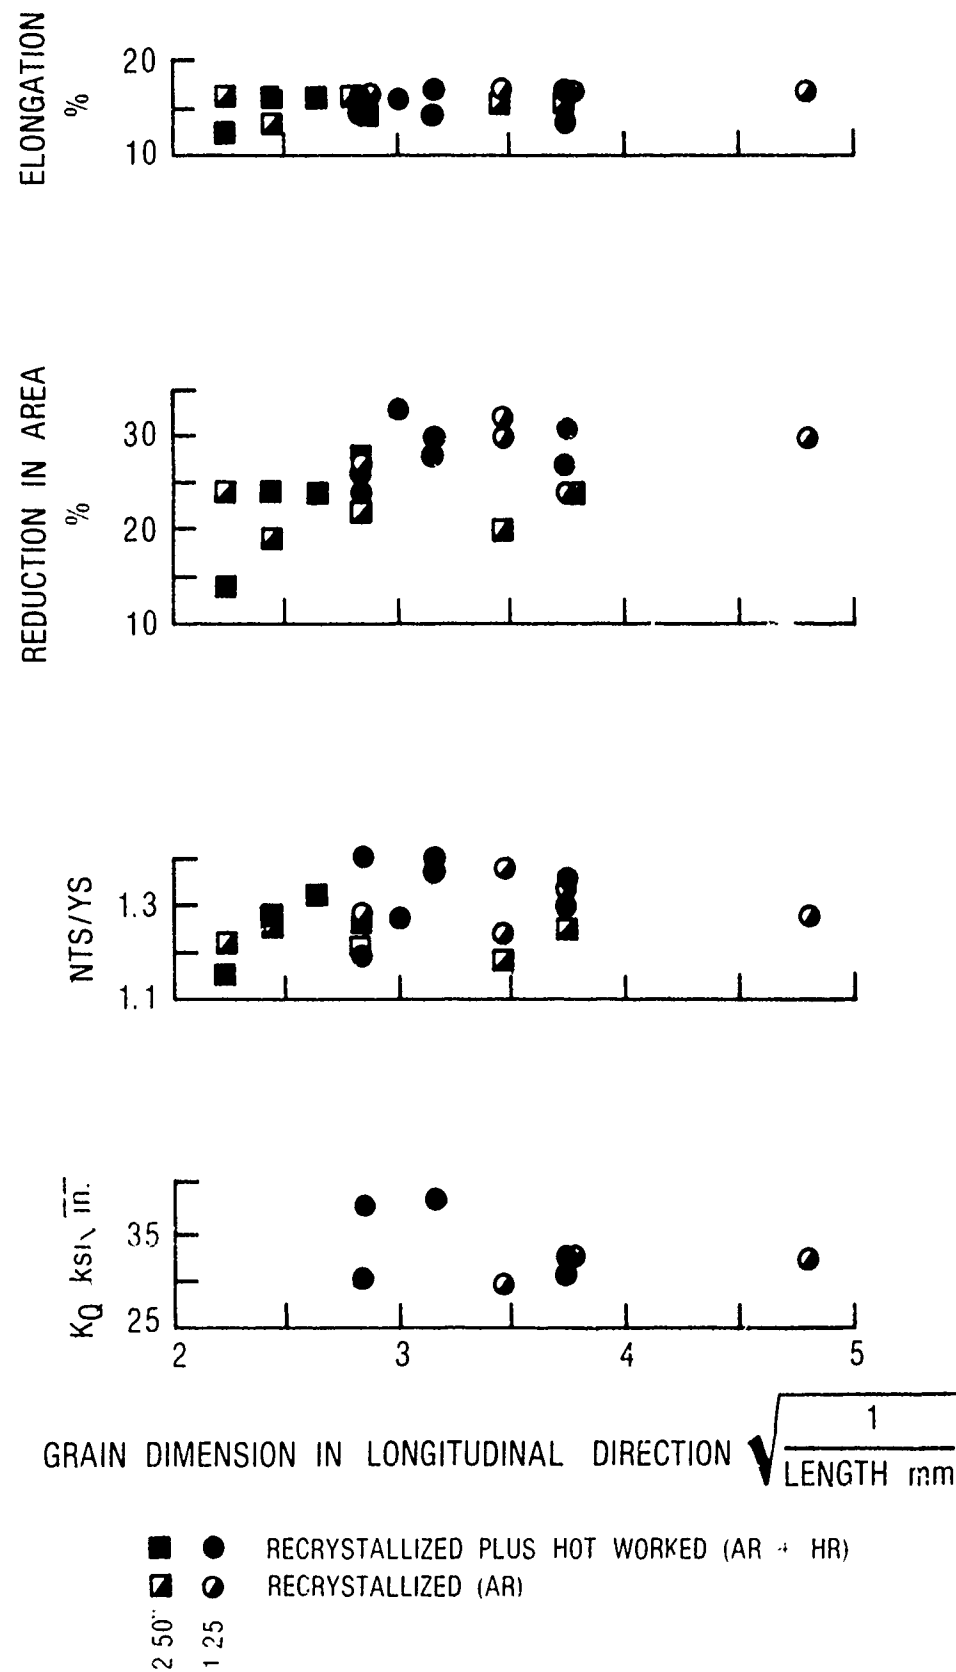 ELONGATION
%
20
10
REDUCTION IN AREA
%
30
20
10
NTS/YS
1.3
1.1
KQ ksi√in.
35
25
2 3 4 5
GRAIN DIMENSION IN LONGITUDINAL DIRECTION √1/LENGTH mm
RECRYSTALLIZED PLUS HOT WORKED (AR + HR)
RECRYSTALLIZED (AR)
2 50"
1 25